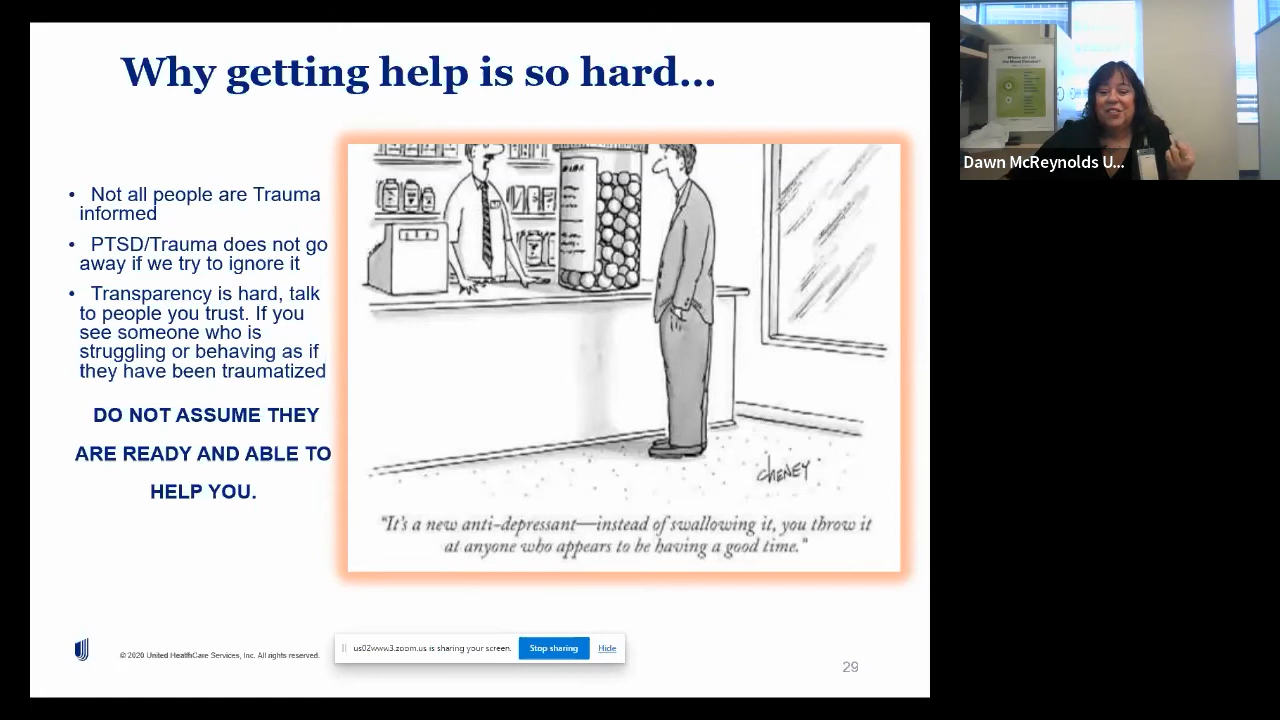 Why getting help is so hard...
• Not all people are Trauma
informed
• PTSD/Trauma does not go
away if we try to ignore it
• Transparency is hard, talk
to people you trust. If you
see someone who is
struggling or behaving as if
they have been traumatized
DO NOT ASSUME THEY
ARE READY AND ABLE TO
HELP YOU.
CHENEY
"It's a new anti-depressant—instead of swallowing it, you throw it
at anyone who appears to be having a good time."
© 2020 United HealthCare Services, Inc. All rights reserved.
us02www3.zoom.us is sharing your screen.
Stop sharing
Hide
29
Dawn McReynolds U...